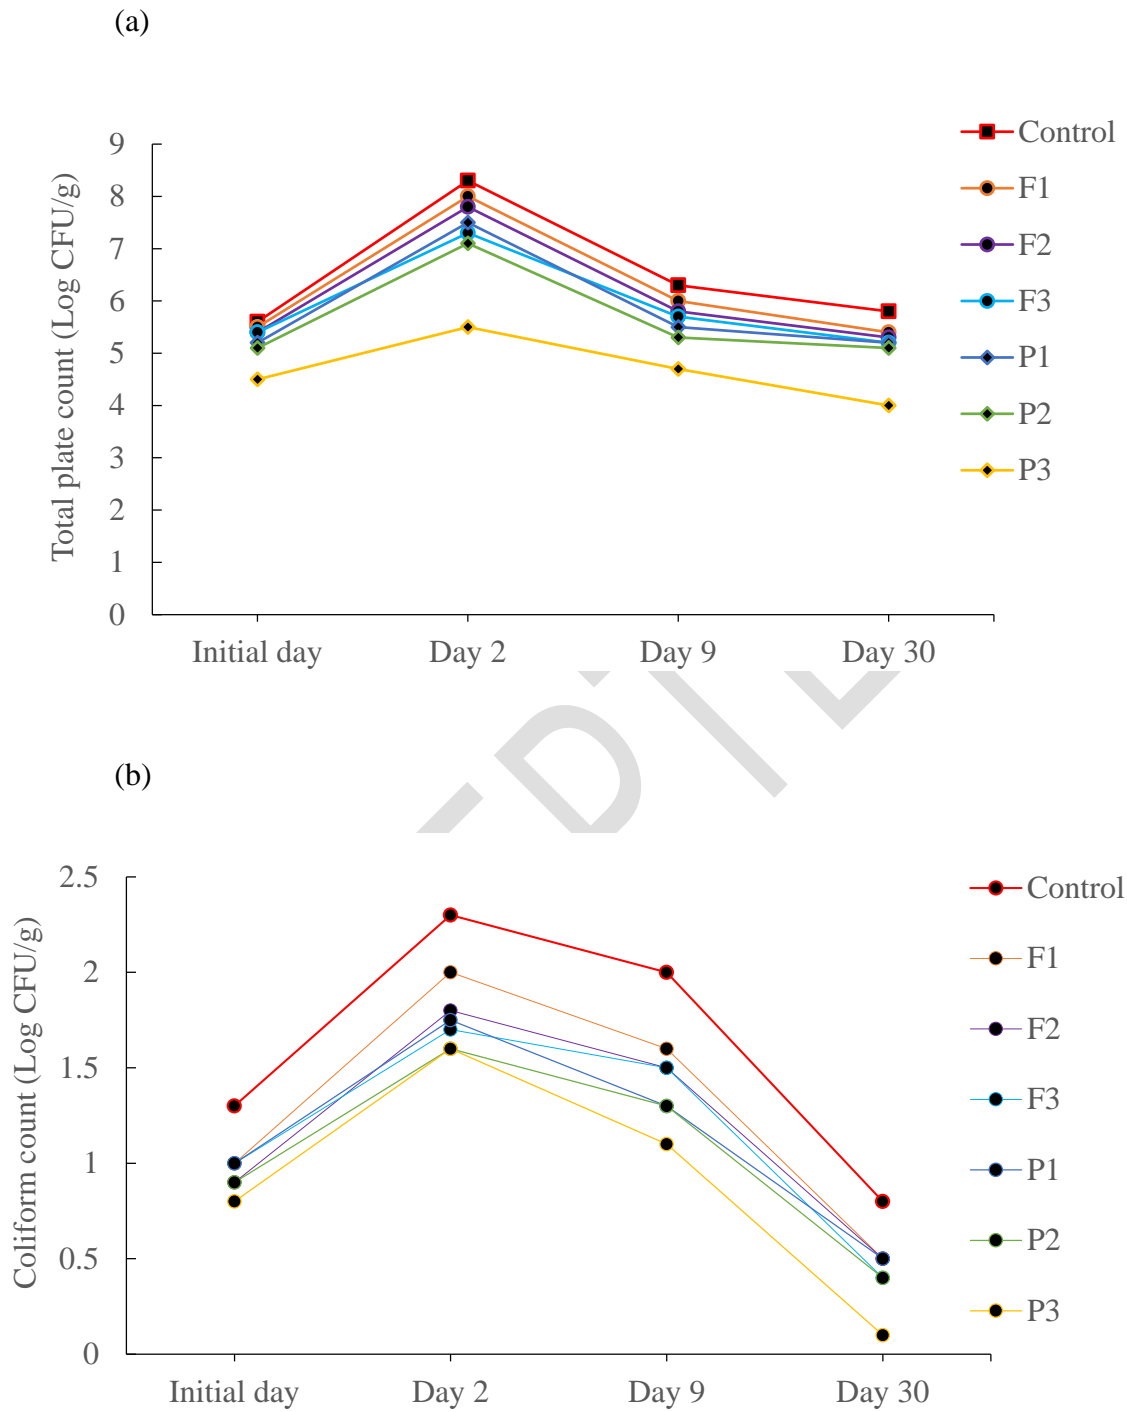 (a)
Total plate count (Log CFU/g)
9
8
7
6
5
4
3
2
1
0
Initial day
Day 2
Day 9
Day 30
Control
F1
F2
F3
P1
P2
P3
(b)
Coliform count (Log CFU/g)
2.5
2
1.5
1
0.5
0
Initial day
Day 2
Day 9
Day 30
Control
F1
F2
F3
P1
P2
P3